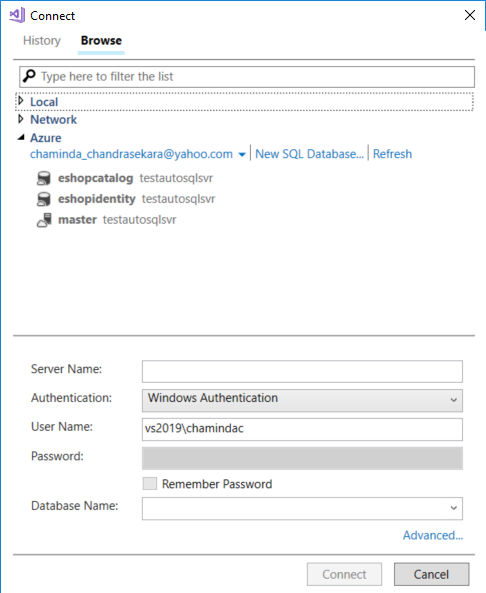 Connect
History Browse
Type here to filter the list
Local
Network
Azure
chaminda_chandrasekara@yahoo.com New SQL Database... Refresh
eshopcatalog testautosqlsvr
eshopidentity testautosqlsvr
master testautosqlsvr
Server Name:
Authentication: Windows Authentication
User Name: vs2019\chamindac
Password:
Remember Password
Database Name:
Advanced...
Connect Cancel